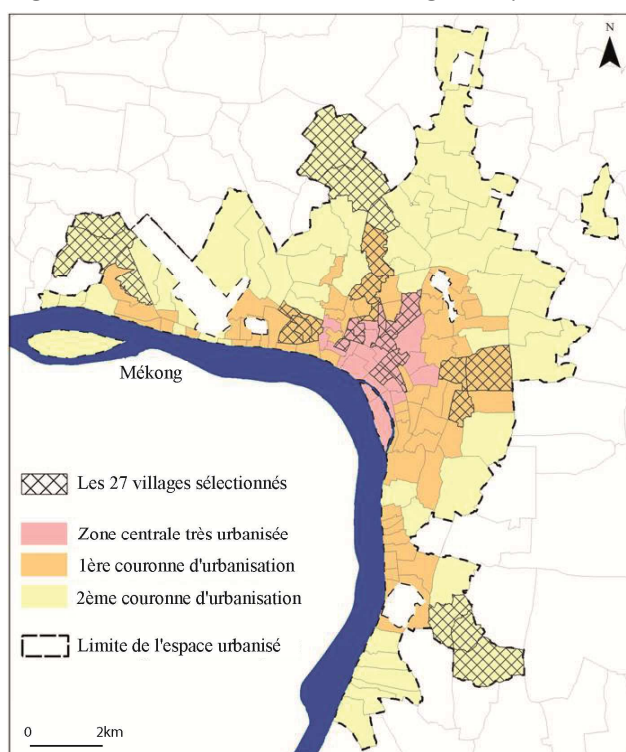 N
Mékong
Les 27 villages sélectionnés
Zone centrale très urbanisée
1ère couronne d'urbanisation
2ème couronne d'urbanisation
Limite de l'espace urbanisé
0 2km